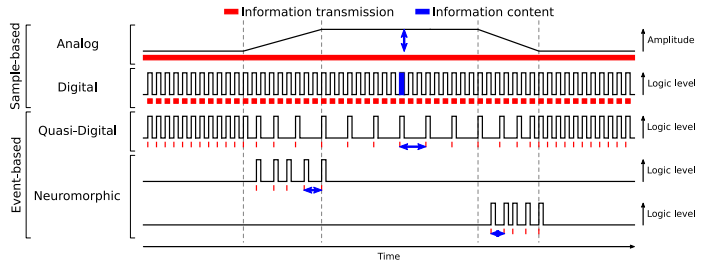 Information transmission
Information content
Sample-based
Analog
Amplitude
Digital
Logic level
Event-based
Quasi-Digital
Logic level
Neuromorphic
Logic level
Logic level
Time